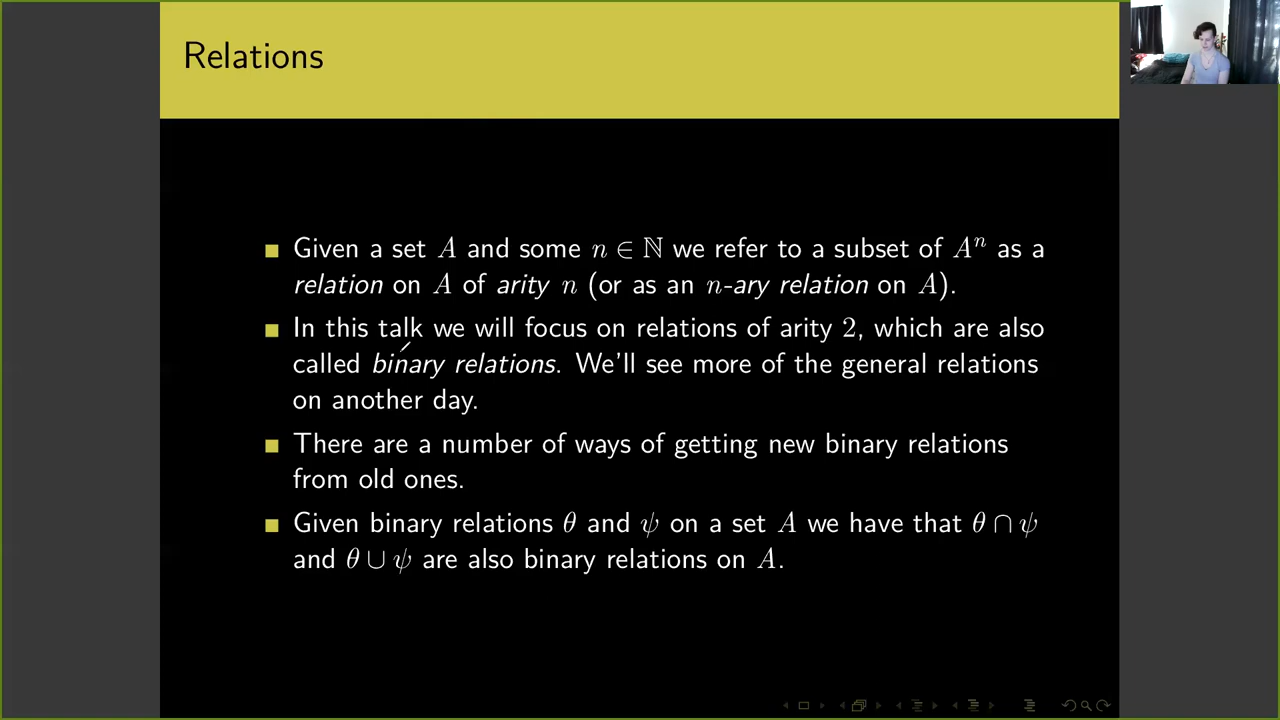 Relations
Given a set A and some n ∈ ℕ we refer to a subset of Aⁿ as a
relation on A of arity n (or as an n-ary relation on A).
In this talk we will focus on relations of arity 2, which are also
called binary relations. We'll see more of the general relations
on another day.
There are a number of ways of getting new binary relations
from old ones.
Given binary relations θ and ψ on a set A we have that θ ∩ ψ
and θ ∪ ψ are also binary relations on A.